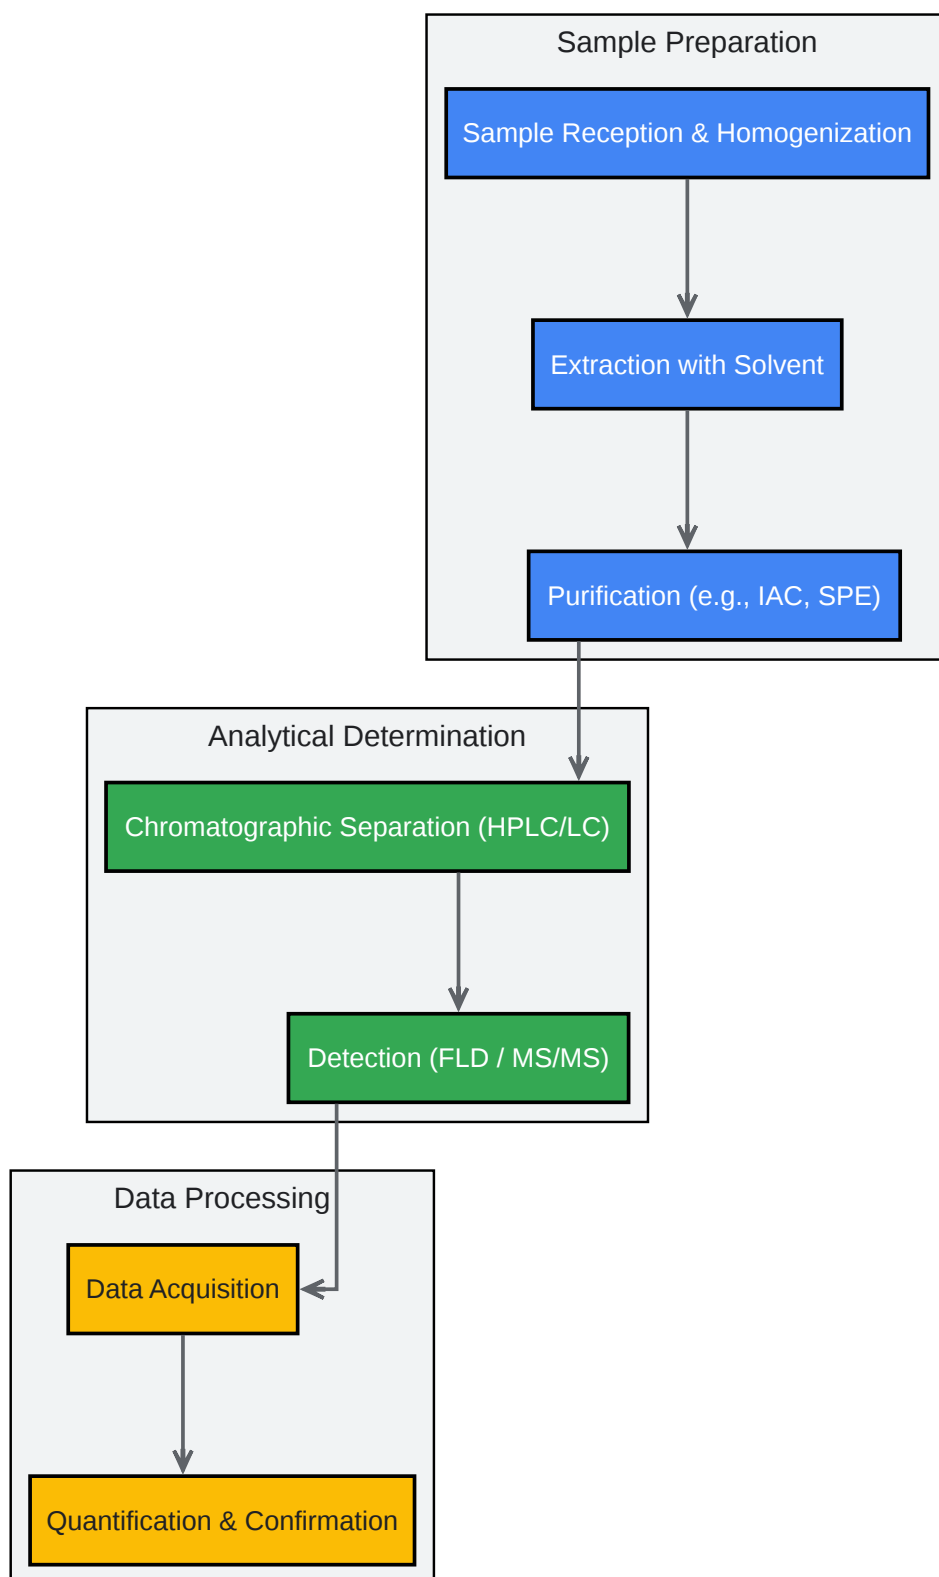 Sample Preparation
Sample Reception & Homogenization
Extraction with Solvent
Purification (e.g., IAC, SPE)
Analytical Determination
Chromatographic Separation (HPLC/LC)
Detection (FLD / MS/MS)
Data Processing
Data Acquisition
Quantification & Confirmation